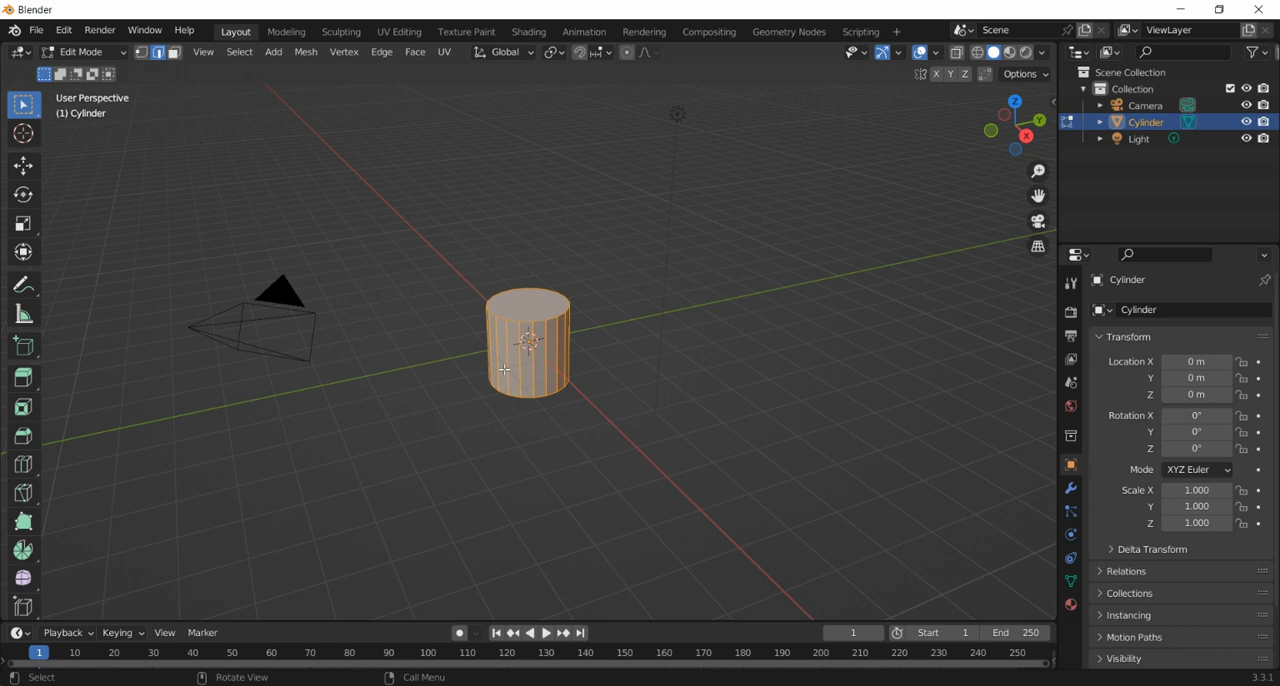 Blender
File Edit Render Window Help Layout Modeling Sculpting UV Editing Texture Paint Shading Animation Rendering Compositing Geometry Nodes Scripting + Scene ViewLayer
Edit Mode View Select Add Mesh Vertex Edge Face UV Global
X Y Z Options
User Perspective
(1) Cylinder
Z
Y
X
Scene Collection
Collection
Camera
Cylinder
Light
Cylinder
Cylinder
Transform
Location X 0 m
Y 0 m
Z 0 m
Rotation X 0°
Y 0°
Z 0°
Mode XYZ Euler
Scale X 1.000
Y 1.000
Z 1.000
Delta Transform
Relations
Collections
Instancing
Motion Paths
Visibility
Playback Keying View Marker 1 Start 1 End 250
1 10 20 30 40 50 60 70 80 90 100 110 120 130 140 150 160 170 180 190 200 210 220 230 240 250
Select Rotate View Call Menu 3.3.1